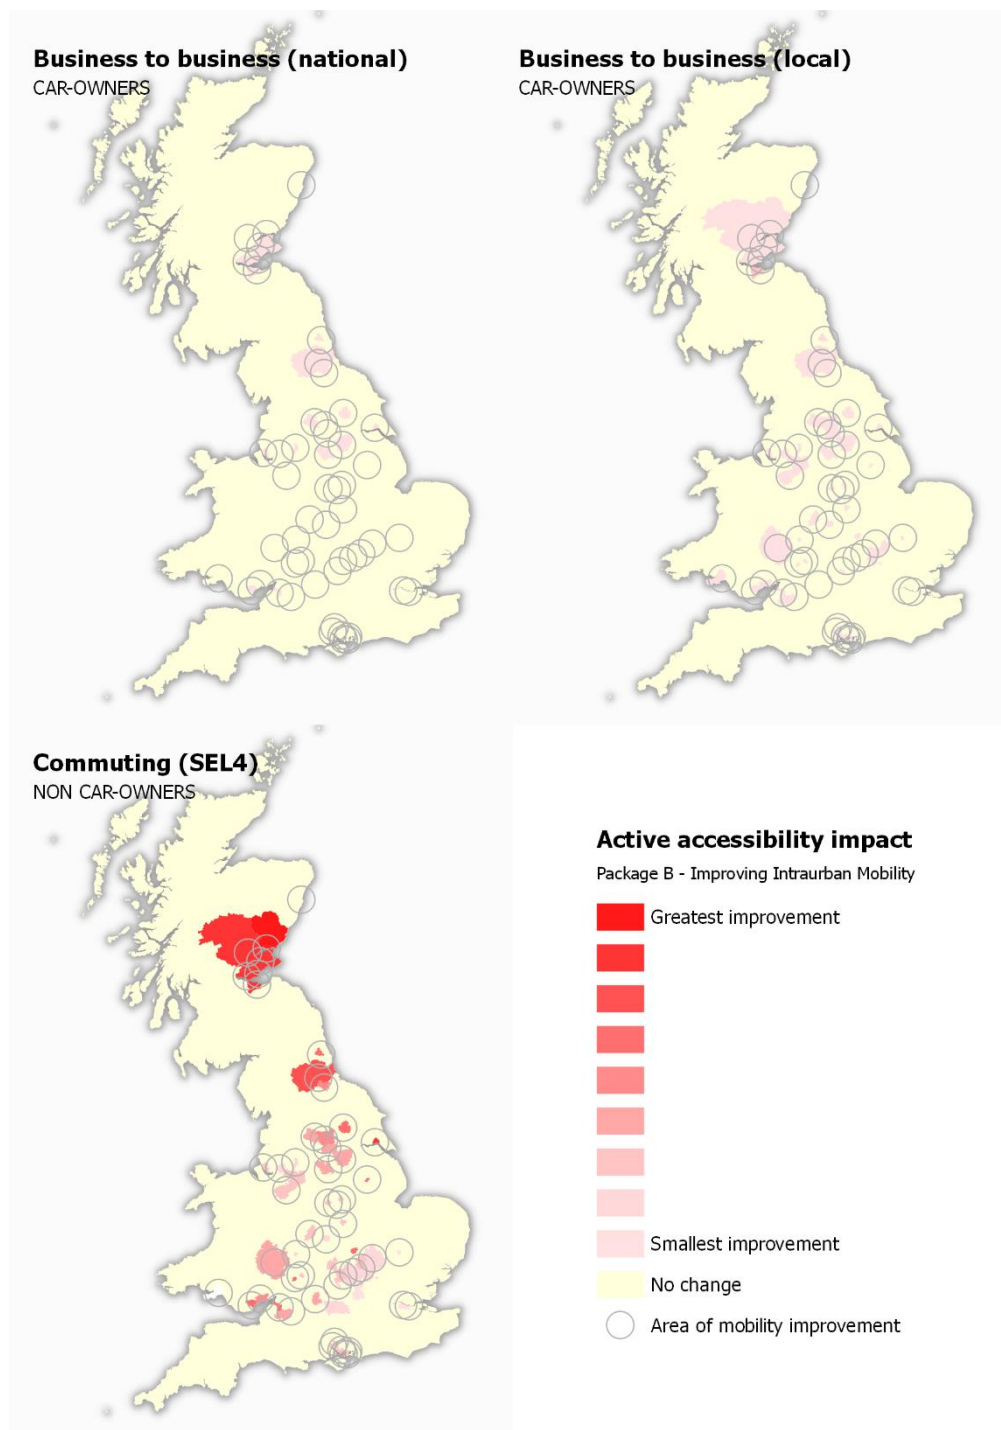 Business to business (national)
CAR-OWNERS
Business to business (local)
CAR-OWNERS
Commuting (SEL4)
NON CAR-OWNERS
Active accessibility impact
Package B - Improving Intraurban Mobility
Greatest improvement
Smallest improvement
No change
Area of mobility improvement